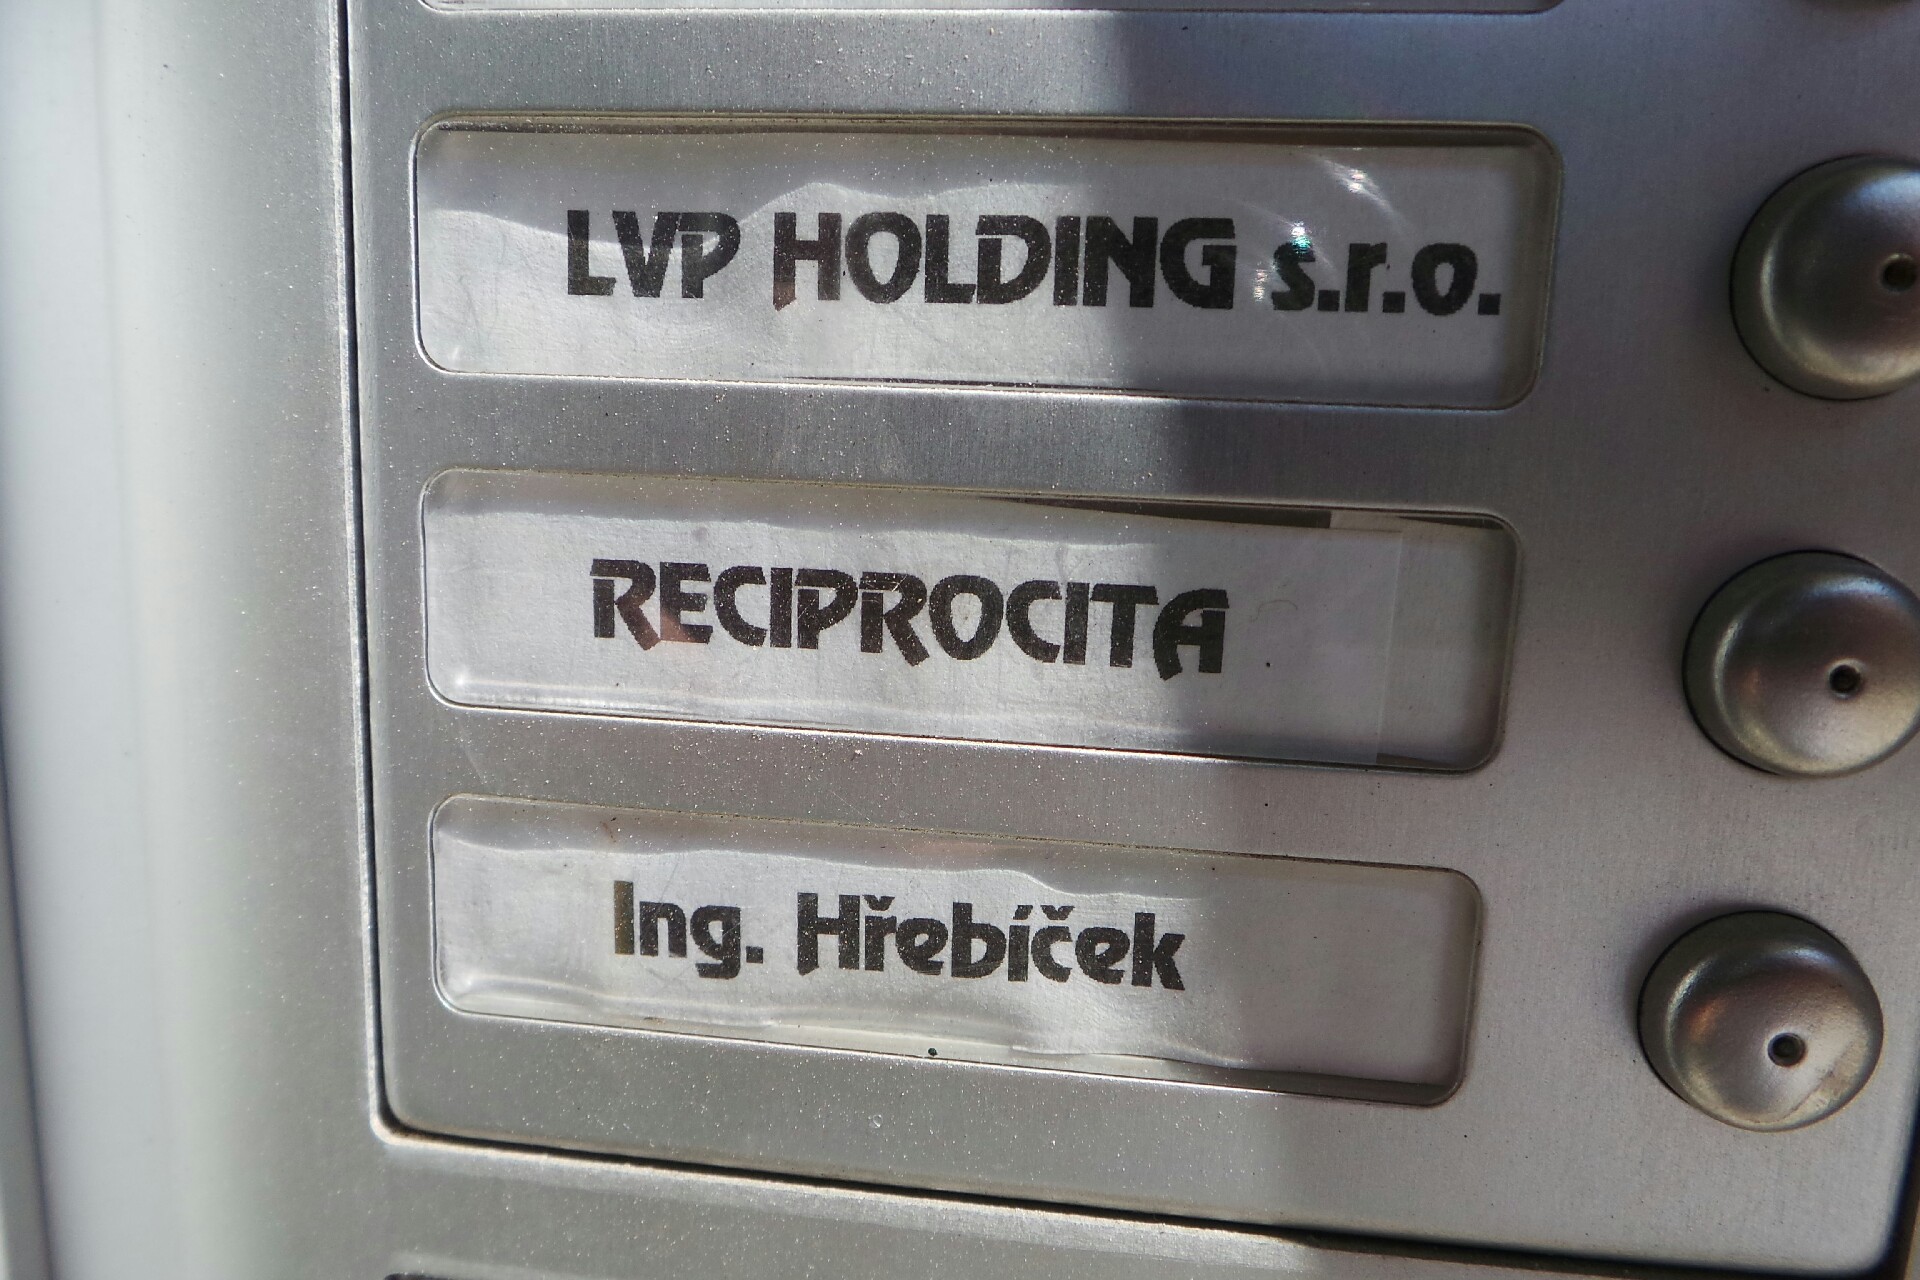 LVP HOLDING s.r.o.
RECIPROCITA
Ing. Hřebíček